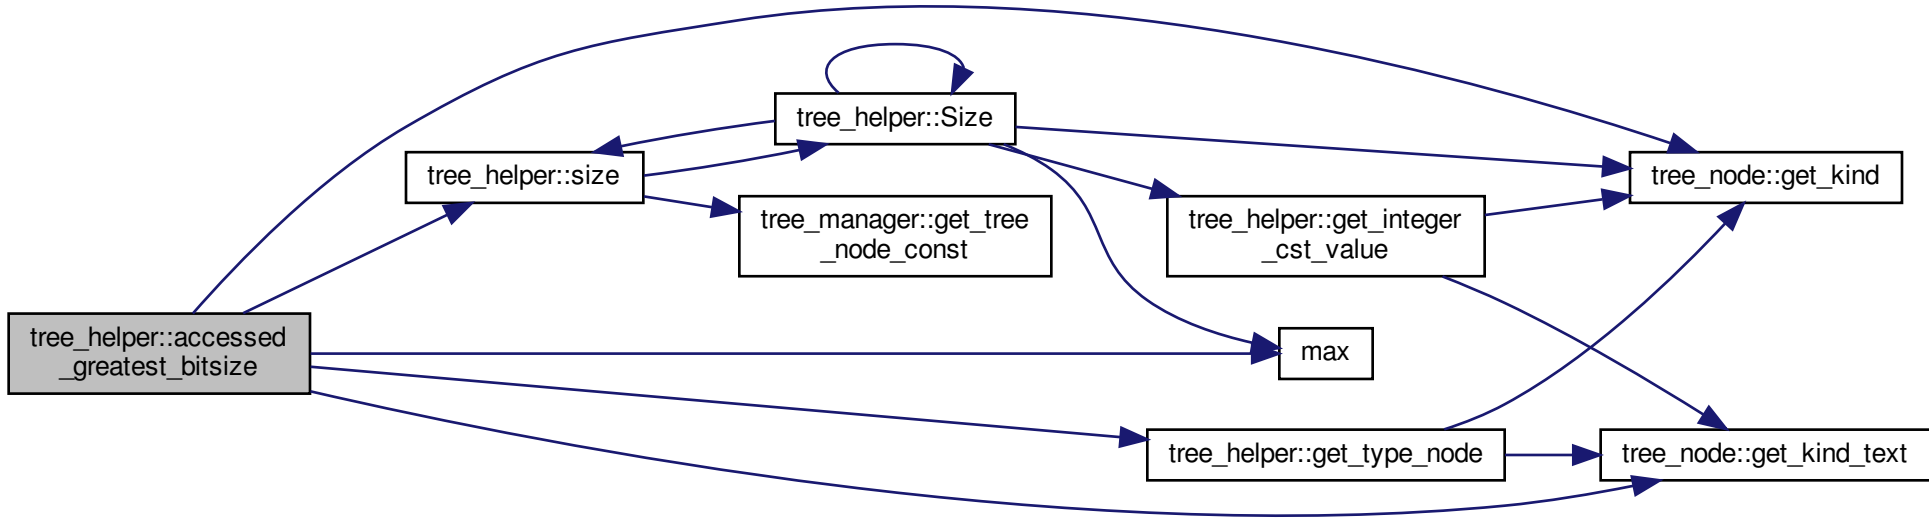 tree_helper::Size
tree_helper::size
tree_node::get_kind
tree_manager::get_tree
_node_const
tree_helper::get_integer
_cst_value
tree_helper::accessed
_greatest_bitsize
max
tree_helper::get_type_node
tree_node::get_kind_text